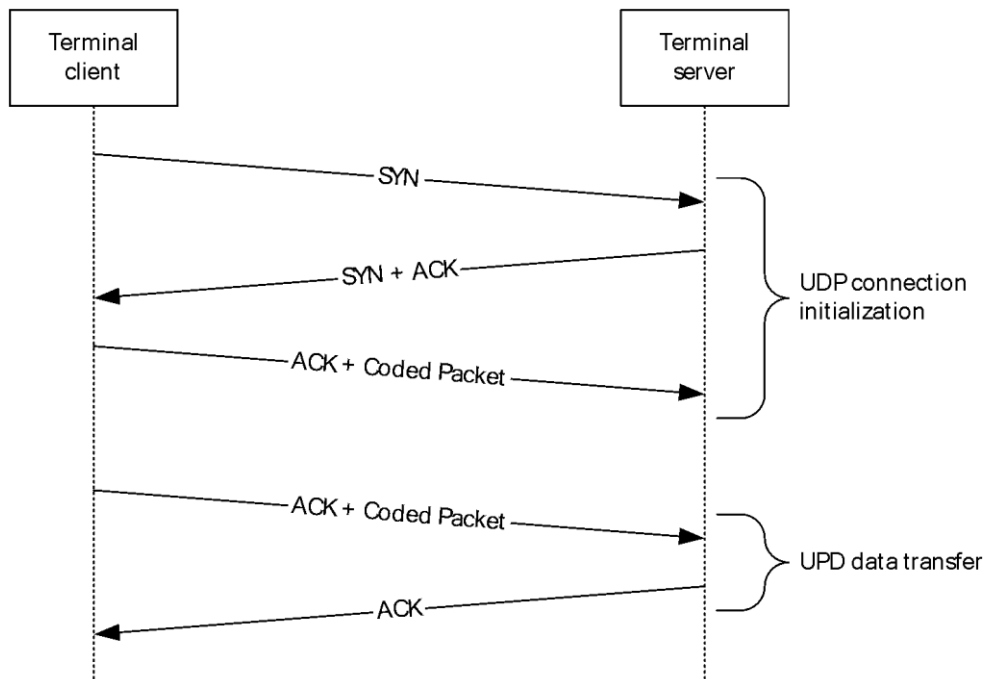 Terminal
client
Terminal
server
SYN
SYN + ACK
UDP connection
initialization
ACK + Coded Packet
ACK + Coded Packet
UPD data transfer
ACK